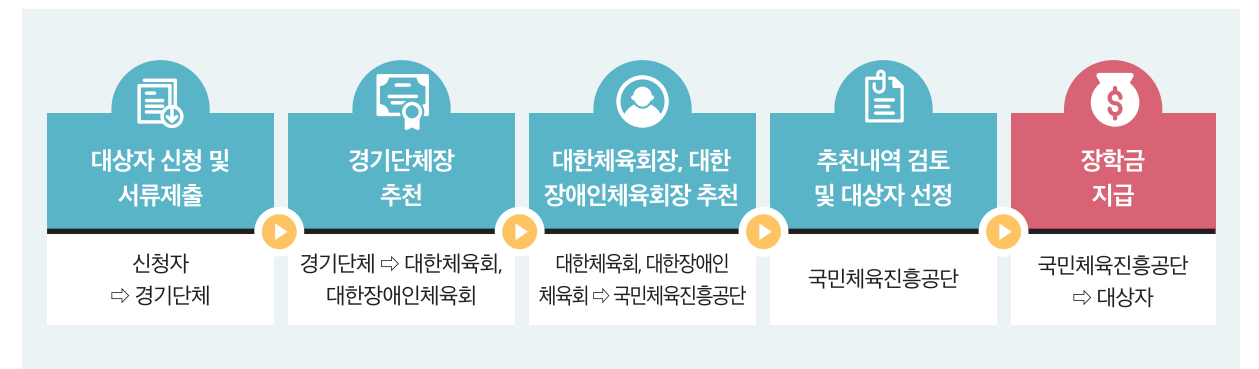 대상자 신청 및
서류제출
신청자
⇨ 경기단체
경기단체장
추천
경기단체 ⇨ 대한체육회,
대한장애인체육회
대한체육회장, 대한
장애인체육회장 추천
대한체육회, 대한장애인
체육회 ⇨ 국민체육진흥공단
추천내역 검토
및 대상자 선정
국민체육진흥공단
장학금
지급
국민체육진흥공단
⇨ 대상자